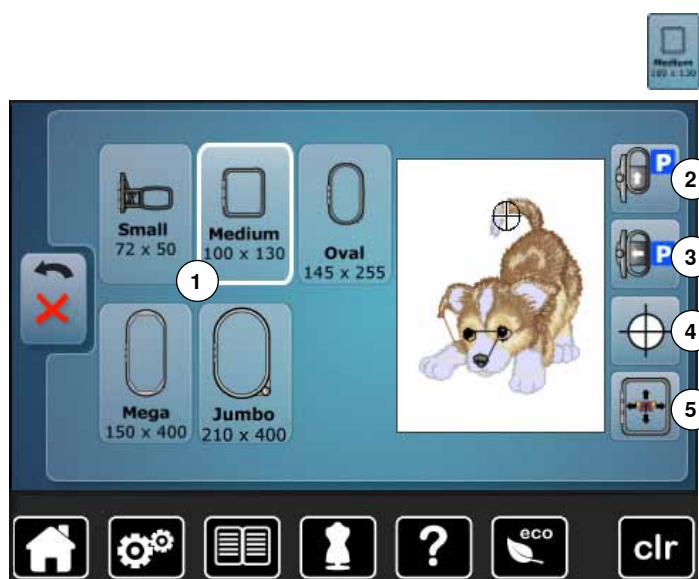 Medium
100 x 130
P
2
Small
72 x 50
Medium
100 x 130
Oval
145 x 255
1
P
3
4
Mega
150 x 400
Jumbo
210 x 400
5
?
eco
clr